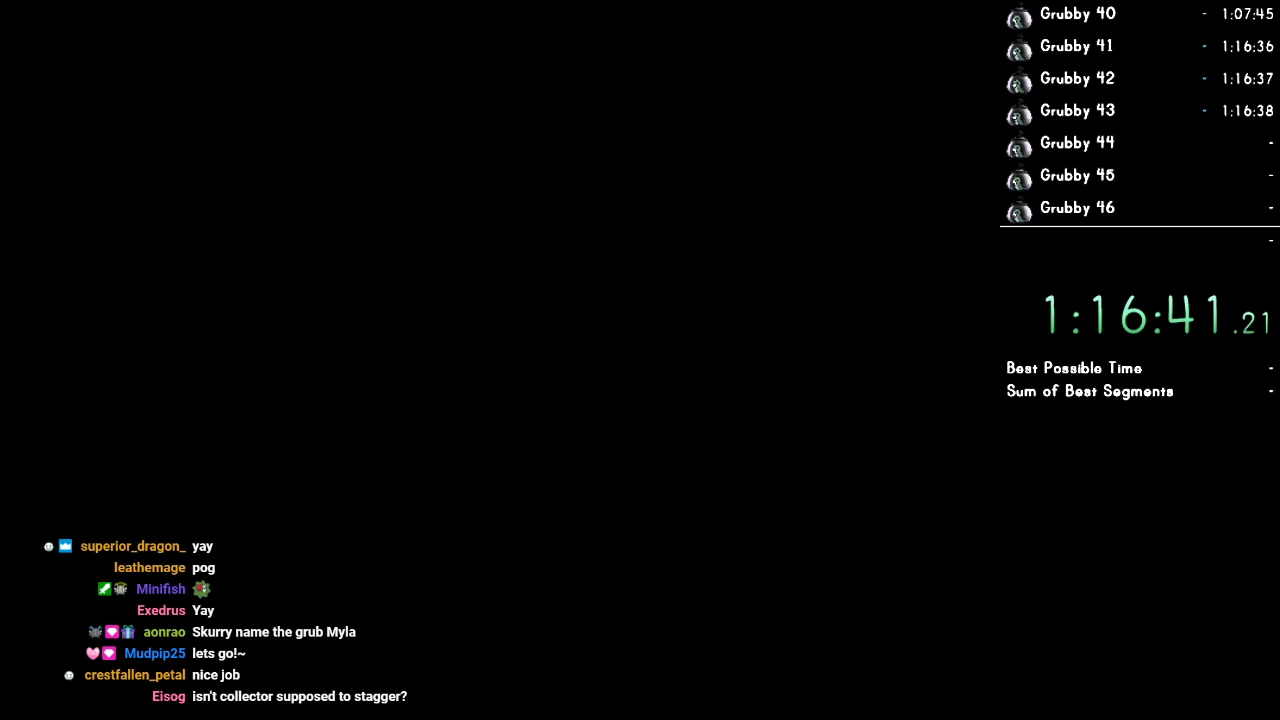 Grubby 40 - 1:07:45
Grubby 41 - 1:16:36
Grubby 42 - 1:16:37
Grubby 43 - 1:16:38
Grubby 44 -
Grubby 45 -
Grubby 46 -
-
1:16:41.21
Best Possible Time -
Sum of Best Segments -
superior_dragon_ yay
leathemage pog
Minifish
Exedrus Yay
aonrao Skurry name the grub Myla
Mudpip25 lets go!~
crestfallen_petal nice job
Eisog isn't collector supposed to stagger?